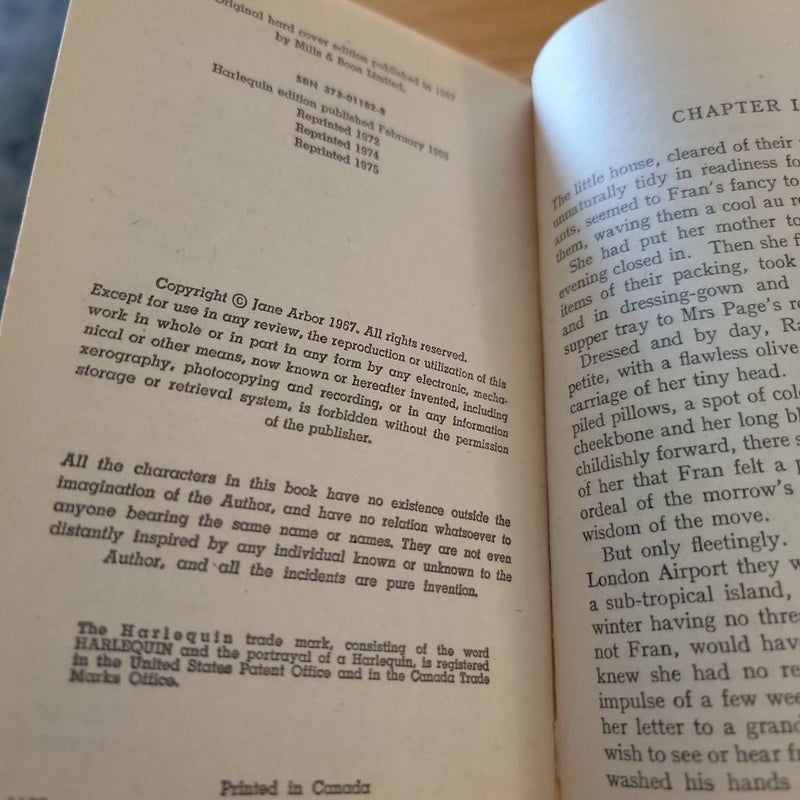 Original hard cover edition published in 1967
by Mills & Boon Limited.
SBN 373-01182-8
Harlequin edition published February 1968
Reprinted 1972
Reprinted 1974
Reprinted 1975
Copyright © Jane Arbor 1967. All rights reserved.
Except for use in any review, the reproduction or utilization of this
work in whole or in part in any form by any electronic, mecha-
nical or other means, now known or hereafter invented, including
xerography, photocopying and recording, or in any information
storage or retrieval system, is forbidden without the permission
of the publisher.
All the characters in this book have no existence outside the
imagination of the Author, and have no relation whatsoever to
anyone bearing the same name or names. They are not even
distantly inspired by any individual known or unknown to the
Author, and all the incidents are pure invention.
The Harlequin trade mark, consisting of the word
HARLEQUIN and the portrayal of a Harlequin, is registered
in the United States Patent Office and in the Canada Trade
Marks Office.
Printed in Canada
CHAPTER I
The little house, cleared of their
unnaturally tidy in readiness fo
ants, seemed to Fran's fancy to
them, waving them a cool au re
She had put her mother to
evening closed in. Then she f
items of their packing, took
and in dressing-gown and
supper tray to Mrs Page's r
Dressed and by day, Ra
petite, with a flawless olive
carriage of her tiny head.
piled pillows, a spot of col
cheekbone and her long bl
childishly forward, there s
of her that Fran felt a p
ordeal of the morrow's
wisdom of the move.
But only fleetingly.
London Airport they w
a sub-tropical island,
winter having no threa
not Fran, would have
knew she had no re
impulse of a few wee
her letter to a grand
wish to see or hear fr
washed his hands